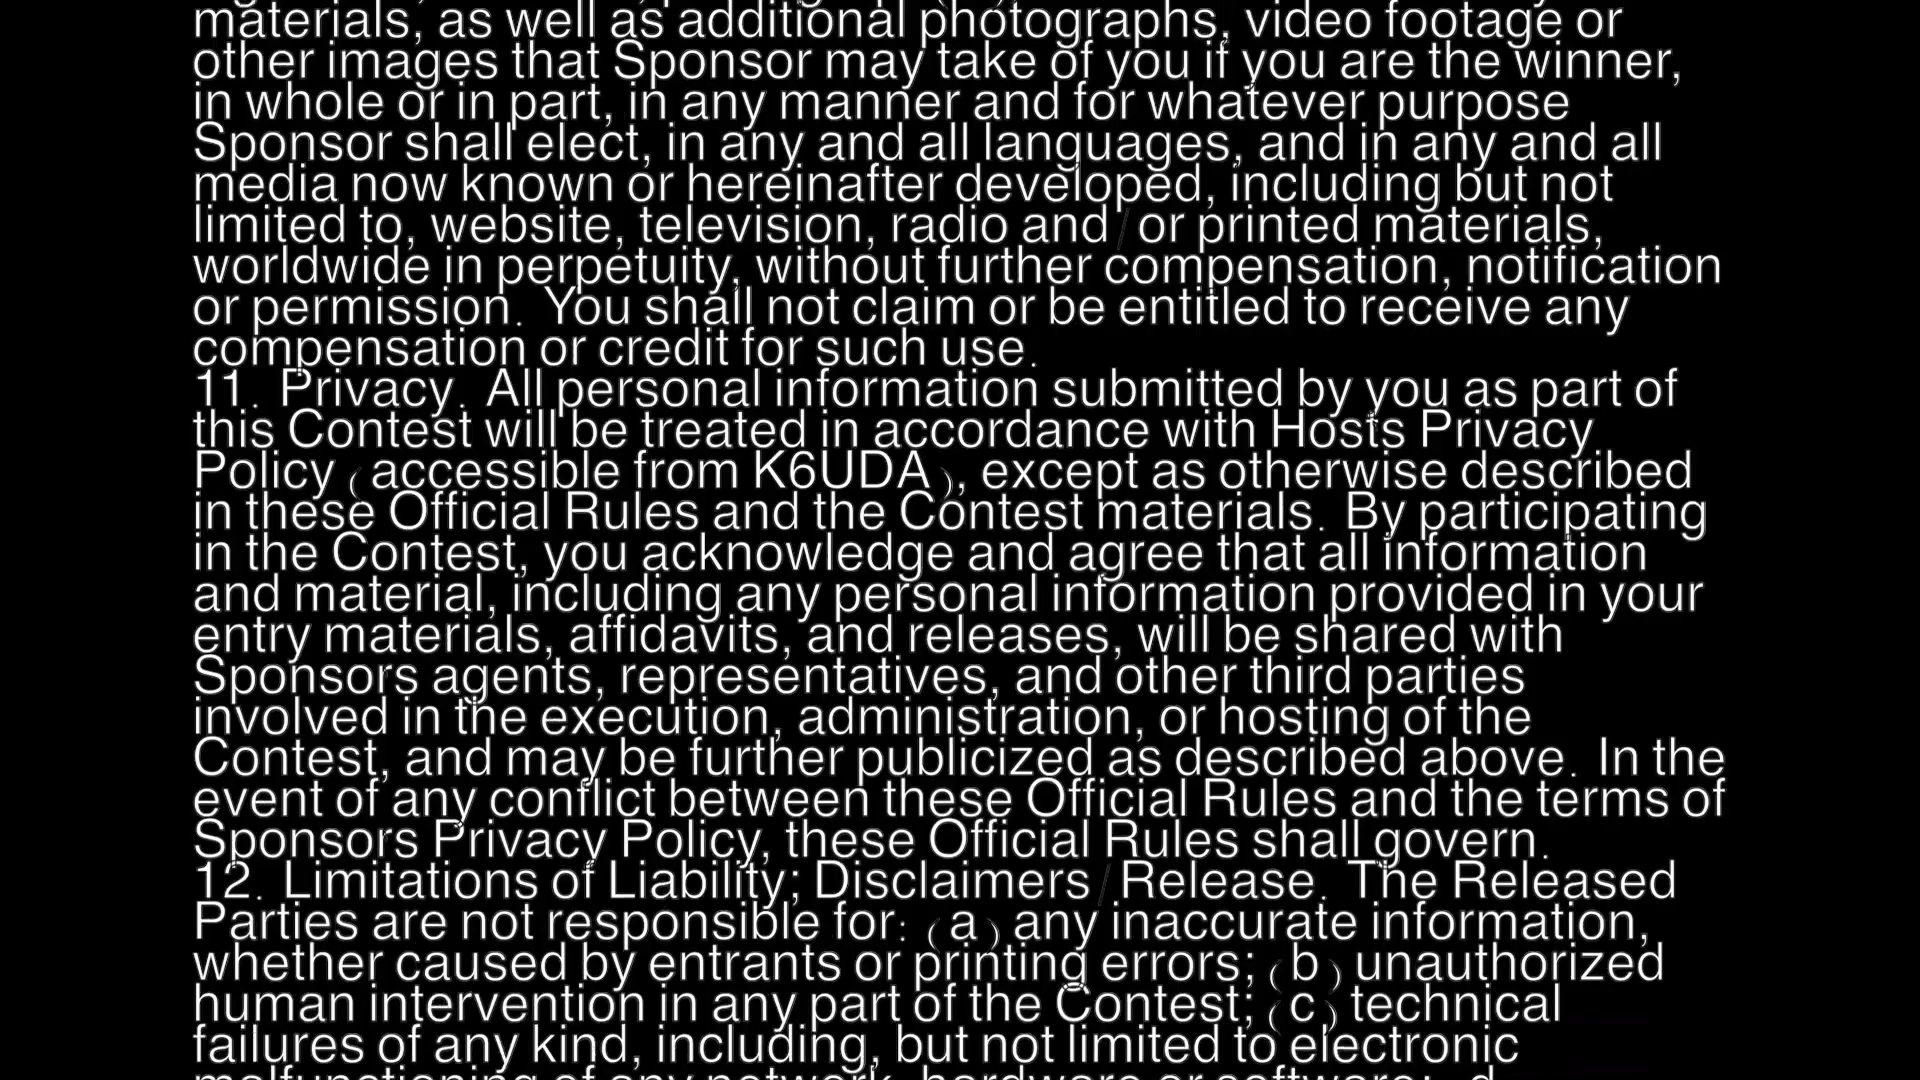 materials, as well as additional photographs, video footage or
other images that Sponsor may take of you if you are the winner,
in whole or in part, in any manner and for whatever purpose
Sponsor shall elect, in any and all languages, and in any and all
media now known or hereinafter developed, including but not
limited to, website, television, radio and/or printed materials,
worldwide in perpetuity, without further compensation, notification
or permission. You shall not claim or be entitled to receive any
compensation or credit for such use.
11. Privacy. All personal information submitted by you as part of
this Contest will be treated in accordance with Hosts Privacy
Policy (accessible from K6UDA), except as otherwise described
in these Official Rules and the Contest materials. By participating
in the Contest, you acknowledge and agree that all information
and material, including any personal information provided in your
entry materials, affidavits, and releases, will be shared with
Sponsors agents, representatives, and other third parties
involved in the execution, administration, or hosting of the
Contest, and may be further publicized as described above. In the
event of any conflict between these Official Rules and the terms of
Sponsors Privacy Policy, these Official Rules shall govern.
12. Limitations of Liability; Disclaimers/Release. The Released
Parties are not responsible for: (a) any inaccurate information,
whether caused by entrants or printing errors; (b) unauthorized
human intervention in any part of the Contest; (c) technical
failures of any kind, including, but not limited to electronic
malfunctioning of any network, hardware or software; d